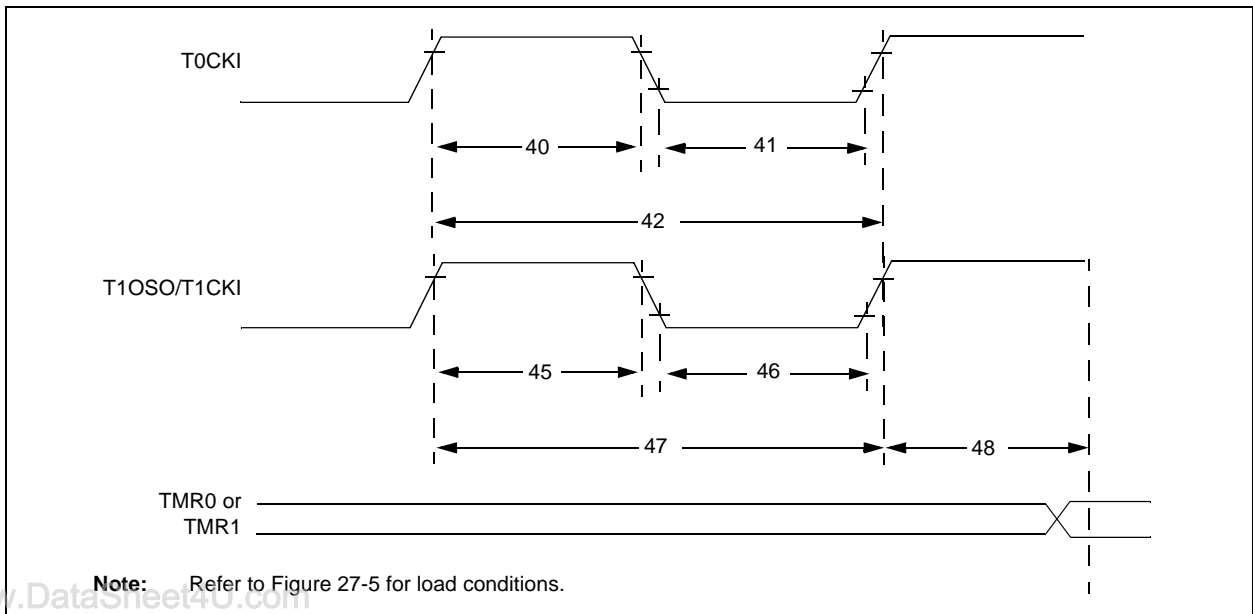 T0CKI
40
41
42
T1OSO/T1CKI
45
46
47
48
TMR0 or
TMR1
Note: Refer to Figure 27-5 for load conditions.
w.DataSheet4U.com